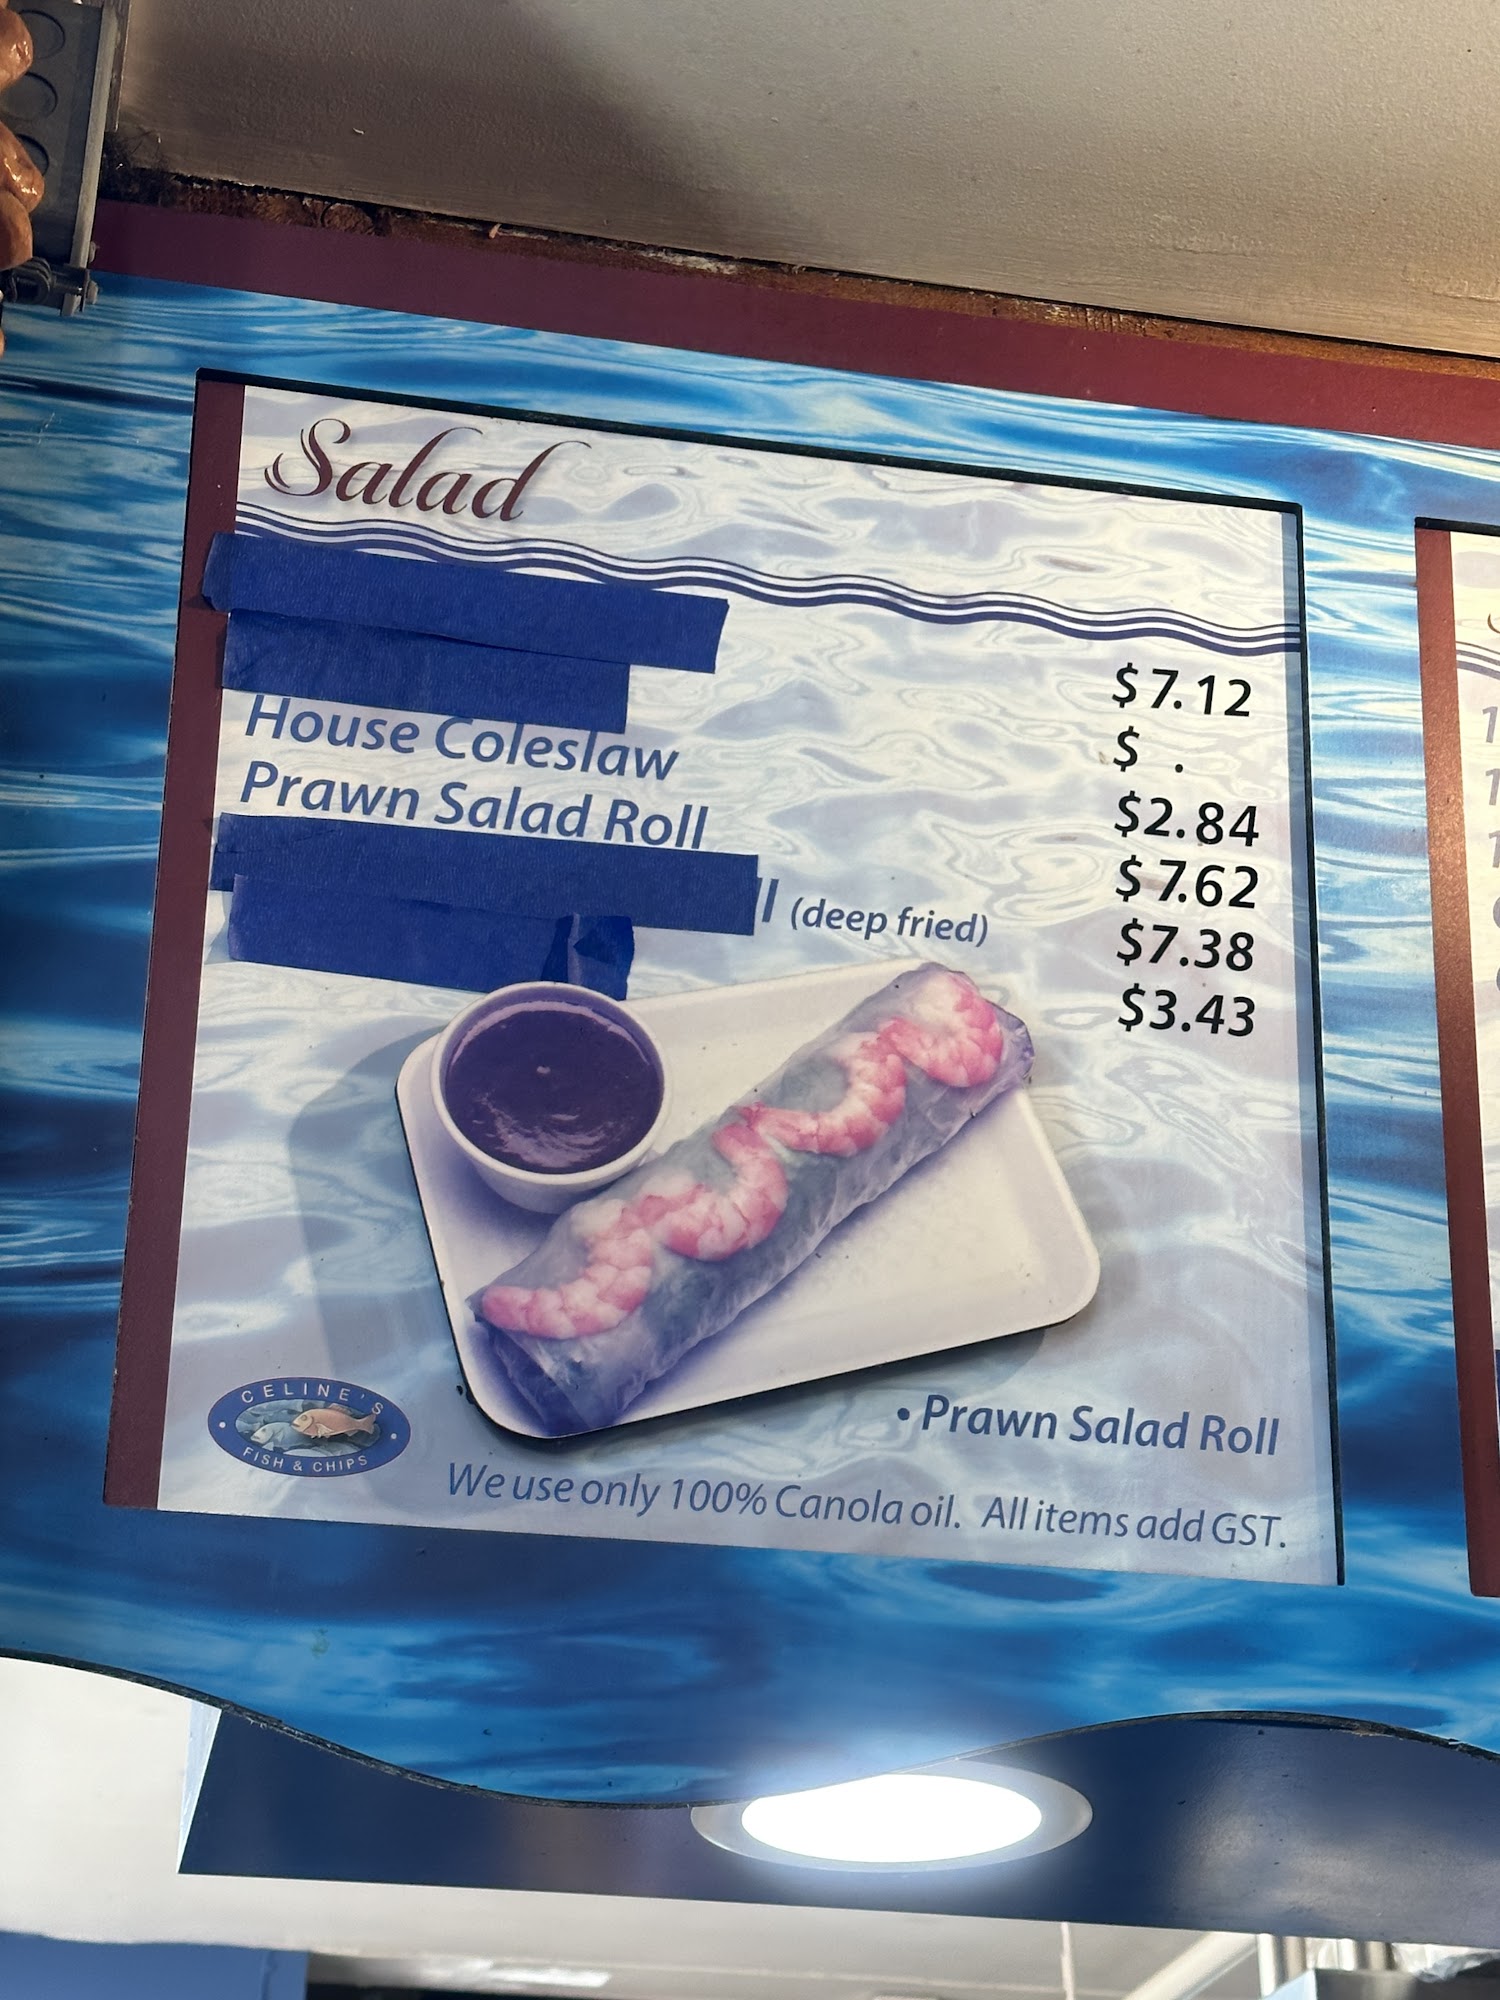 Salad
$7.12
$ .
House Coleslaw $2.84
Prawn Salad Roll $7.62
(deep fried) $7.38
$3.43
• Prawn Salad Roll
CELINE'S
FISH & CHIPS
We use only 100% Canola oil. All items add GST.